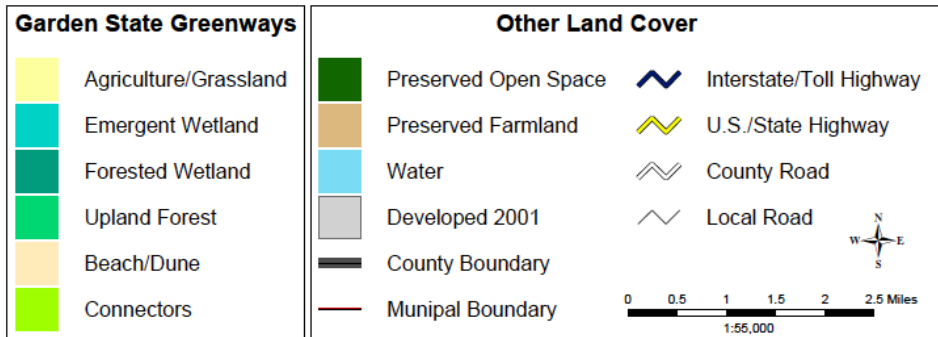 Garden State Greenways
Agriculture/Grassland
Emergent Wetland
Forested Wetland
Upland Forest
Beach/Dune
Connectors
Other Land Cover
Preserved Open Space
Preserved Farmland
Water
Developed 2001
County Boundary
Munipal Boundary
Interstate/Toll Highway
U.S./State Highway
County Road
Local Road
N
W E
S
0 0.5 1 1.5 2 2.5 Miles
1:55,000